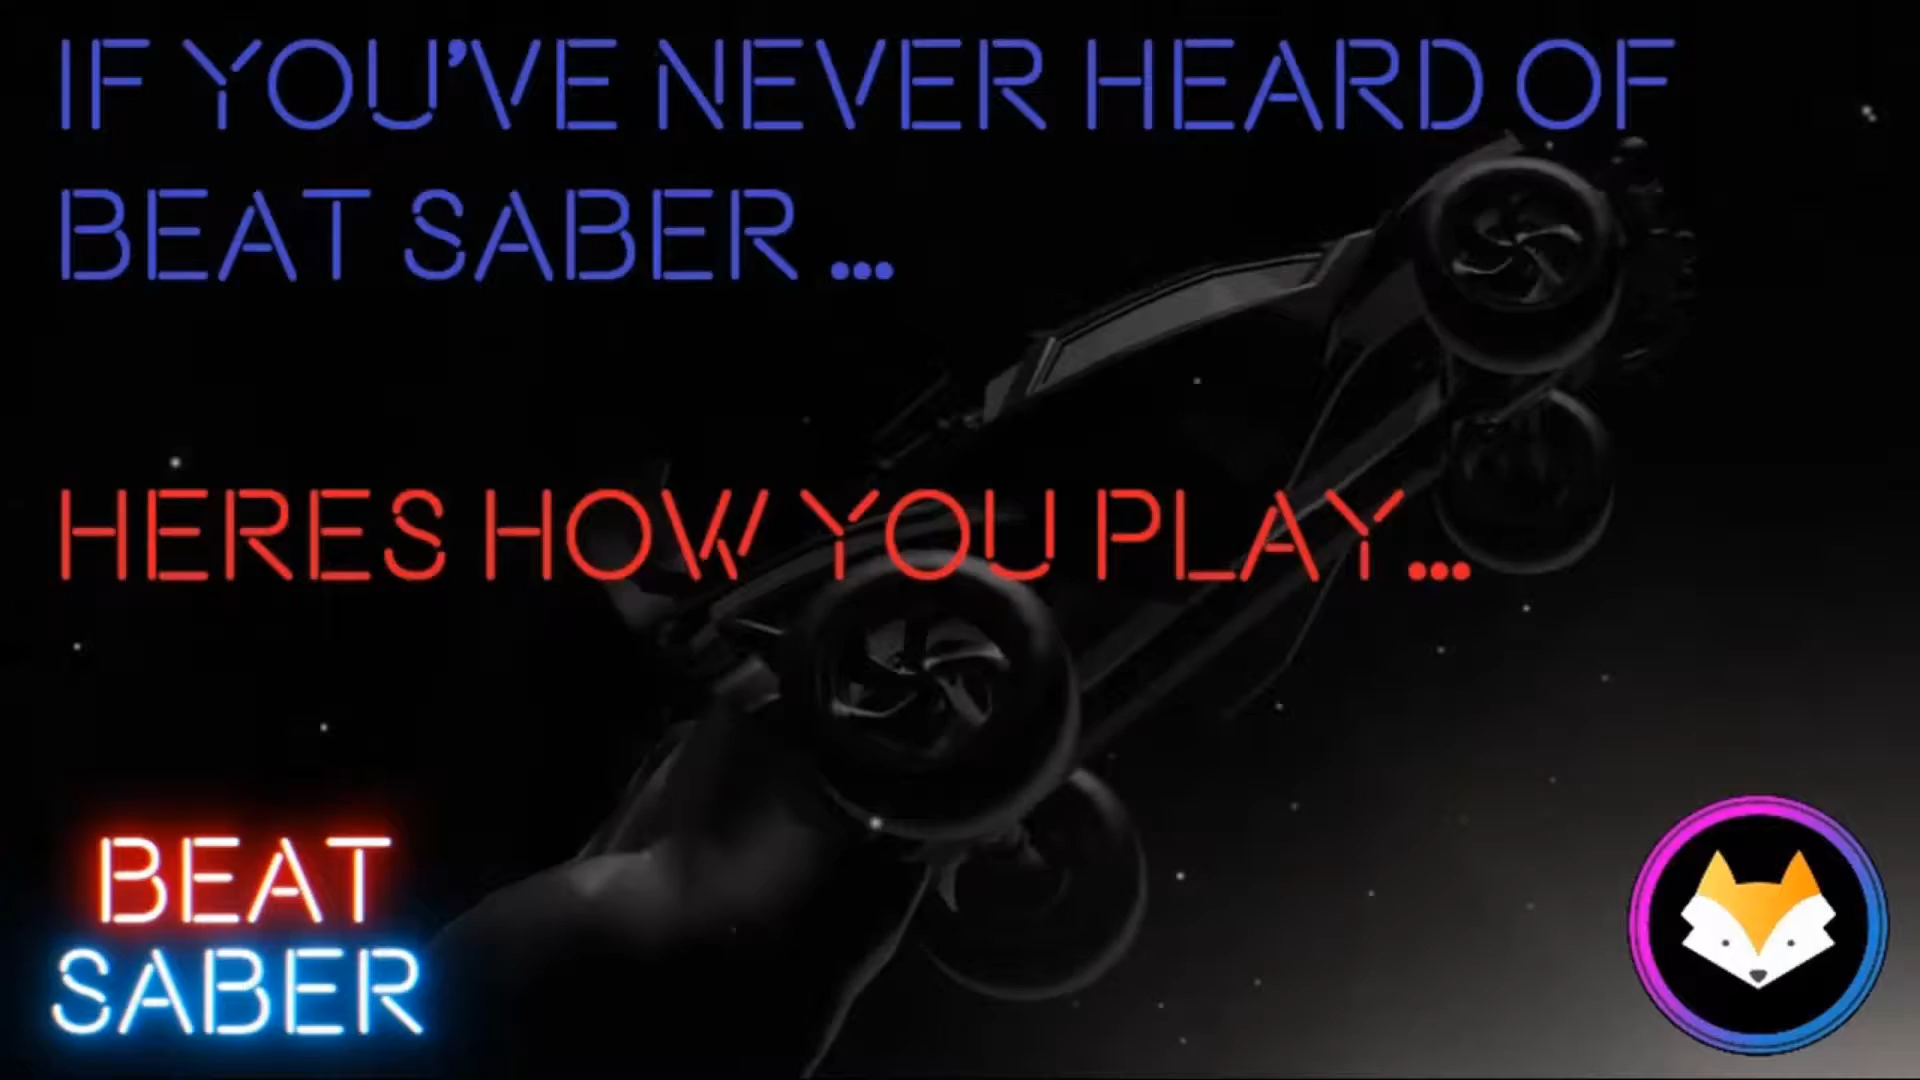 IF YOU'VE NEVER HEARD OF
BEAT SABER ...
HERES HOW YOU PLAY...
BEAT
SABER